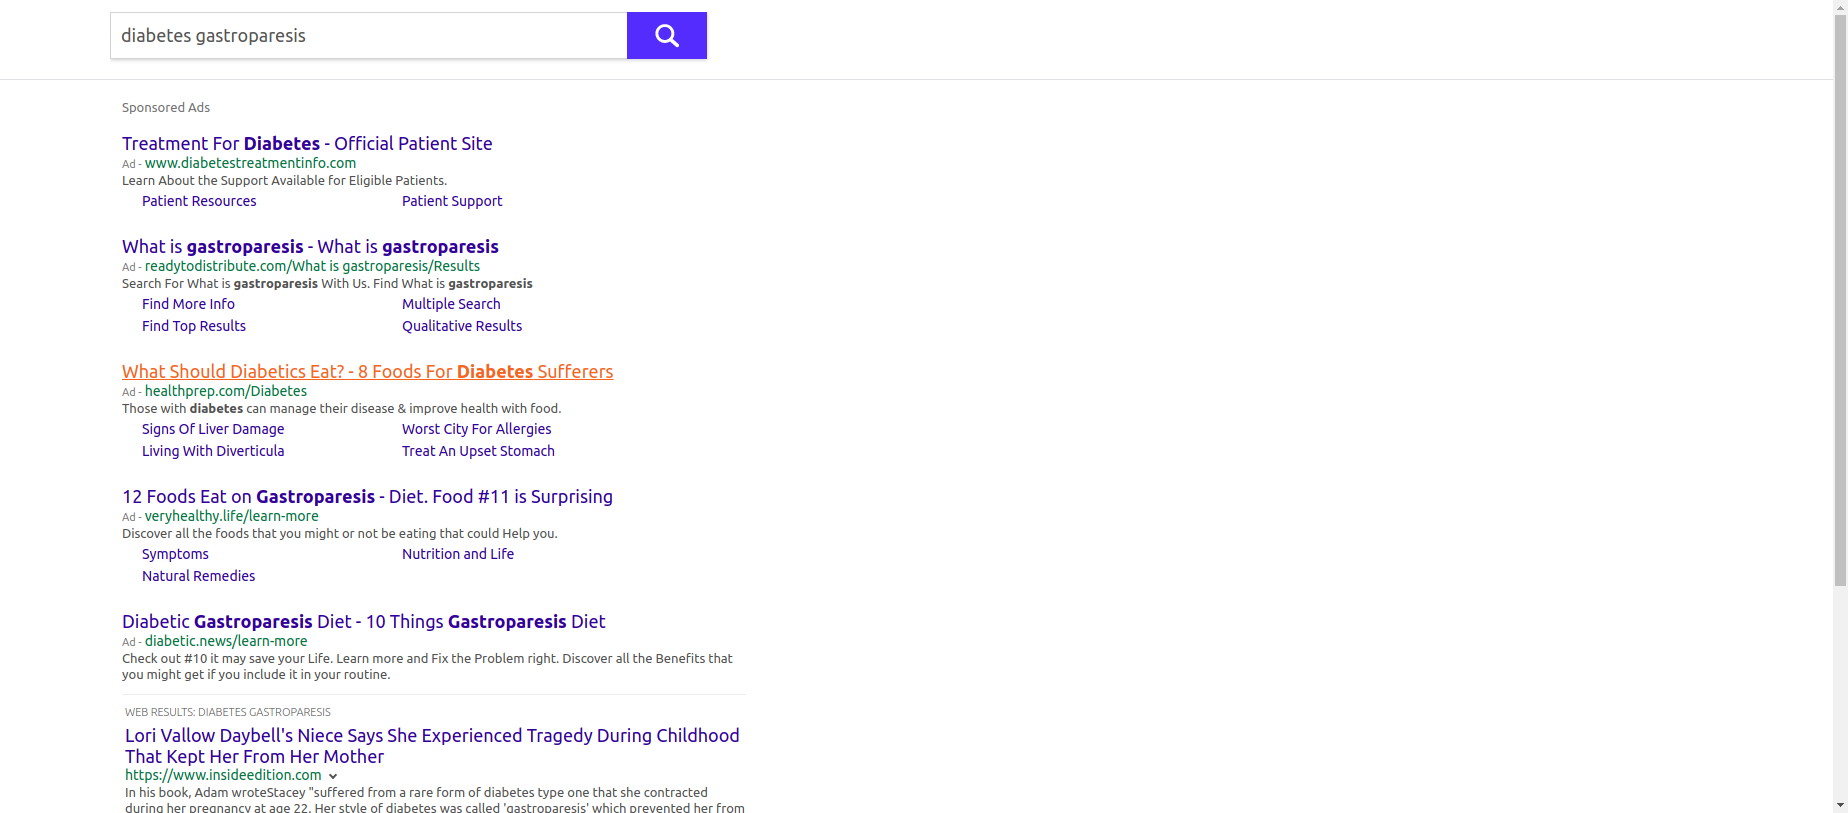 diabetes gastroparesis
Sponsored Ads
Treatment For Diabetes - Official Patient Site
Ad - www.diabetestreatmentinfo.com
Learn About the Support Available for Eligible Patients.
Patient Resources
Patient Support
What is gastroparesis - What is gastroparesis
Ad - readytodistribute.com/What is gastroparesis/Results
Search For What is gastroparesis With Us. Find What is gastroparesis
Find More Info
Multiple Search
Find Top Results
Qualitative Results
What Should Diabetics Eat? - 8 Foods For Diabetes Sufferers
Ad - healthprep.com/Diabetes
Those with diabetes can manage their disease & improve health with food.
Signs Of Liver Damage
Worst City For Allergies
Living With Diverticula
Treat An Upset Stomach
12 Foods Eat on Gastroparesis - Diet. Food #11 is Surprising
Ad - veryhealthy.life/learn-more
Discover all the foods that you might or not be eating that could Help you.
Symptoms
Nutrition and Life
Natural Remedies
Diabetic Gastroparesis Diet - 10 Things Gastroparesis Diet
Ad - diabetic.news/learn-more
Check out #10 it may save your Life. Learn more and Fix the Problem right. Discover all the Benefits that
you might get if you include it in your routine.
WEB RESULTS: DIABETES GASTROPARESIS
Lori Vallow Daybell's Niece Says She Experienced Tragedy During Childhood
That Kept Her From Her Mother
https://www.insideedition.com
In his book, Adam wroteStacey "suffered from a rare form of diabetes type one that she contracted
during her pregnancy at age 22. Her style of diabetes was called 'gastroparesis' which prevented her from